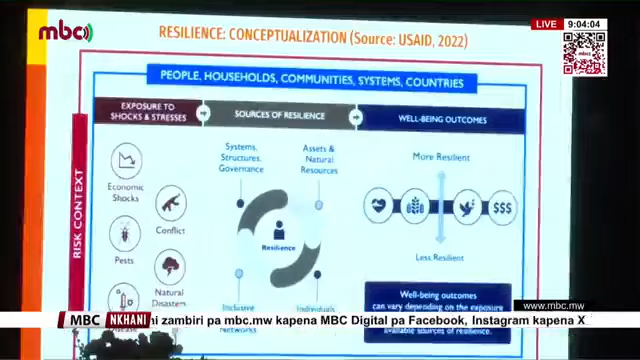 mbc
RESILIENCE: CONCEPTUALIZATION (Source: USAID, 2022)
LIVE 9:04:04
PEOPLE, HOUSEHOLDS, COMMUNITIES, SYSTEMS, COUNTRIES
EXPOSURE TO
SHOCKS & STRESSES
SOURCES OF RESILIENCE
WELL-BEING OUTCOMES
RISK CONTEXT
Economic
Shocks
Conflict
Pests
Natural
Disasters
Systems,
Structures,
Governance
Assets &
Natural
Resources
Resilience
Inclusive
Networks
Individuals
More Resilient
$$$
Less Resilient
Well-being outcomes
can vary depending on the exposure
available sources of resilience.
www.mbc.mw
MBC NKHANI
ni zambiri pa mbc.mw kapena MBC Digital pa Facebook, Instagram kapena X